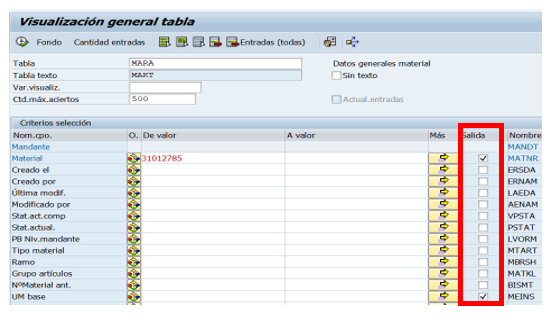 Visualización general tabla
Fondo Cantidad entradas Entradas (todas)
Tabla MARA Datos generales material
Tabla texto MAKT Sin texto
Var.visualiz.
Ctd.máx.aciertos 500 Actual.entradas
Criterios selección
Nom.cpo. O. De valor A valor Más Salida Nombre
Mandante MANDT
Material 31012785 MATNR
Creado el ERSDA
Creado por ERNAM
Última modif. LAEDA
Modificado por AENAM
Stat.act.comp VPSTA
Stat.actual. PSTAT
PB Niv.mandante LVORM
Tipo material MTART
Ramo MBRSH
Grupo artículos MATKL
NºMaterial ant. BISMT
UM base MEINS